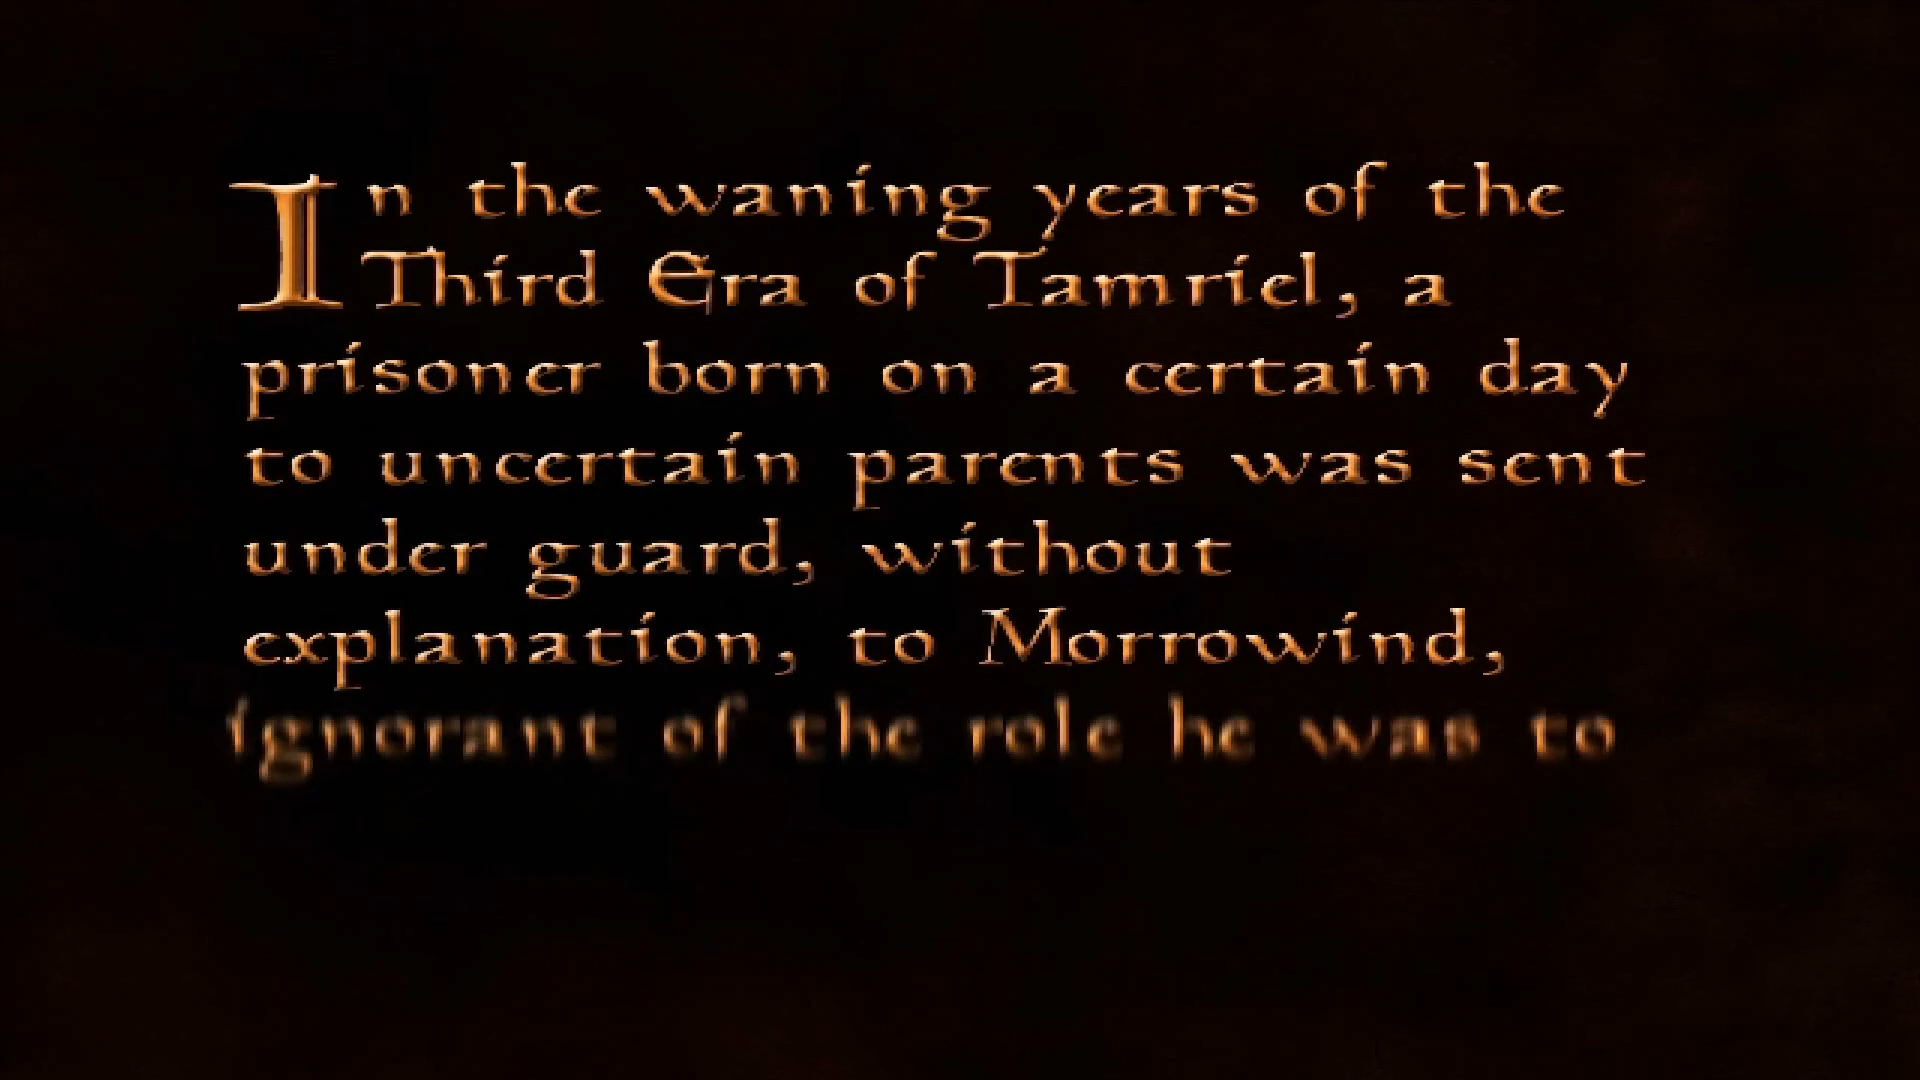 In the waning years of the
Third Era of Tamriel, a
prisoner born on a certain day
to uncertain parents was sent
under guard, without
explanation, to Morrowind,
ignorant of the role he was to